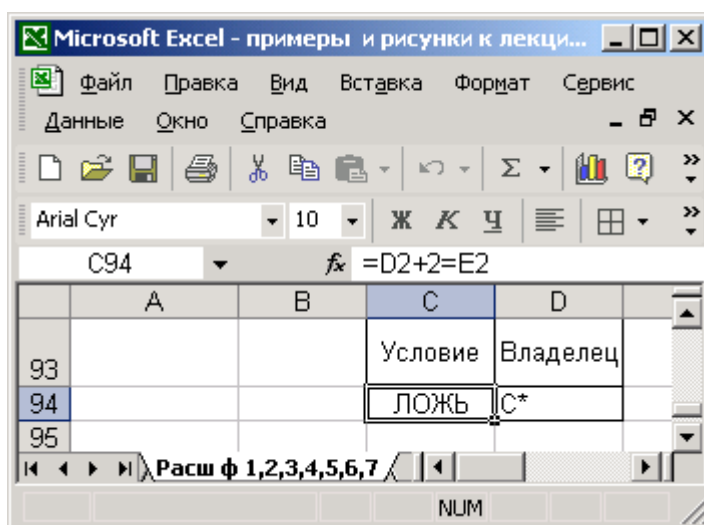 Microsoft Excel - примеры и рисунки к лекци...
Файл Правка Вид Вставка Формат Сервис
Данные Окно Справка
Arial Cyr 10 Ж К Ч
C94 fx =D2+2=E2
A B C D
93 Условие Владелец
94 ЛОЖЬ С*
95
Расш ф 1,2,3,4,5,6,7
NUM